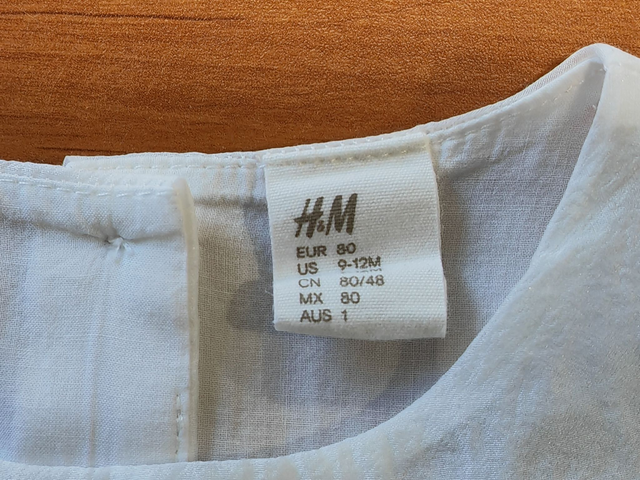 H&M
EUR 80
US 9-12M
CN 80/48
MX 80
AUS 1